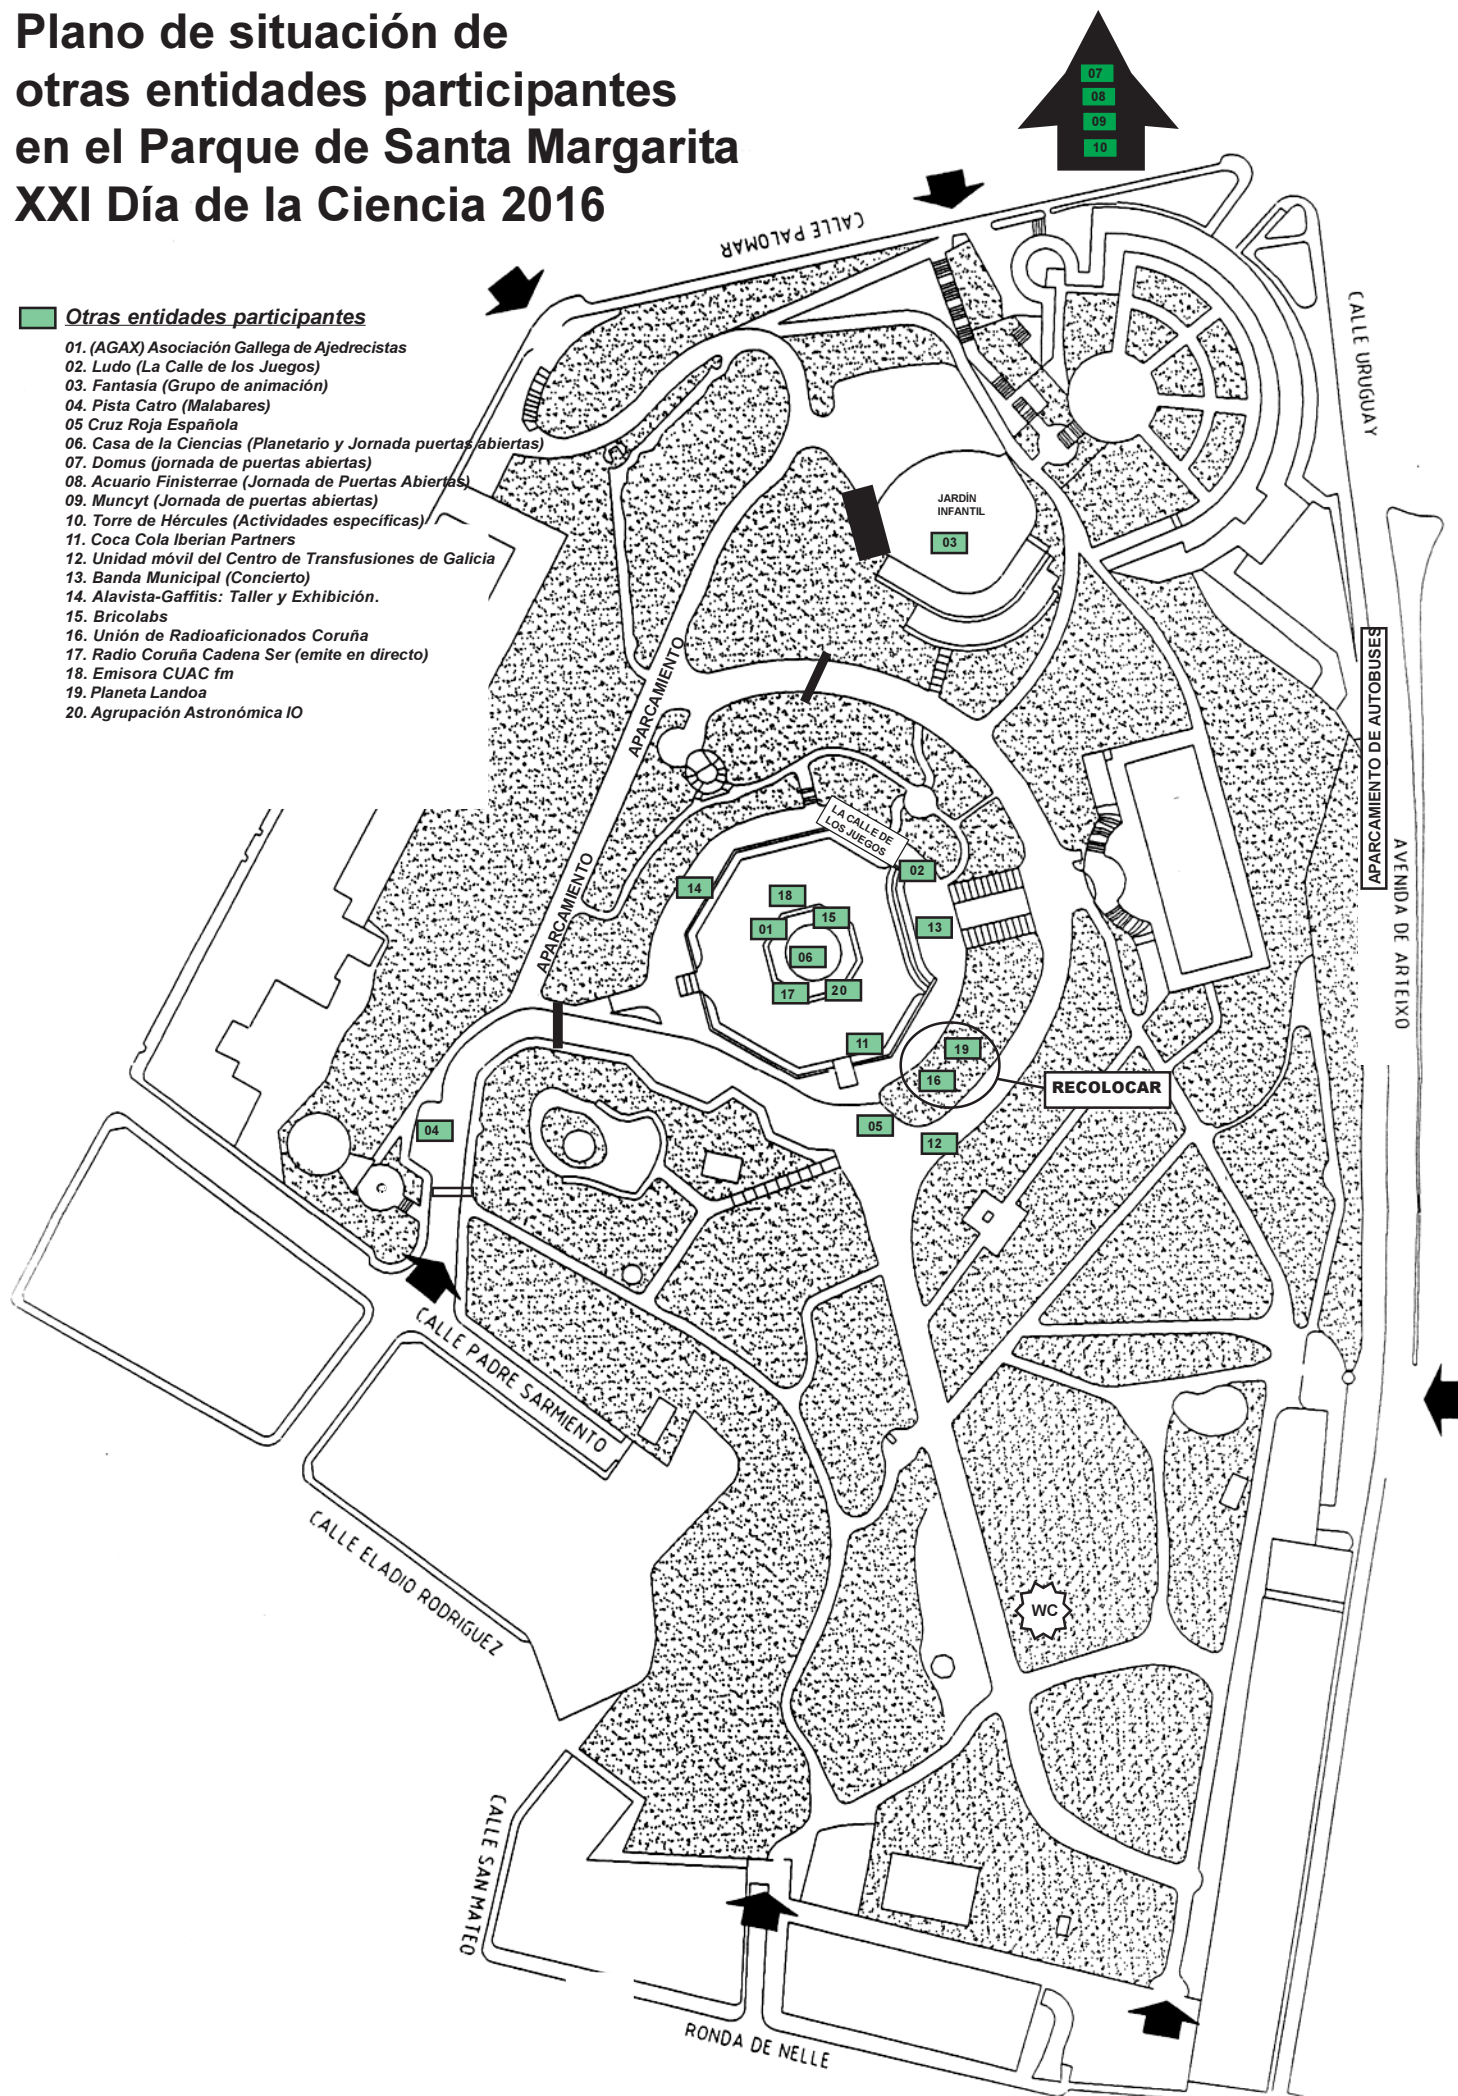 Plano de situación de
otras entidades participantes
en el Parque de Santa Margarita
XXI Día de la Ciencia 2016
07
08
09
10
CALLE PALOMAR
CALLE URUGUAY
Otras entidades participantes
01. (AGAX) Asociación Gallega de Ajedrecistas
02. Ludo (La Calle de los Juegos)
03. Fantasía (Grupo de animación)
04. Pista Catro (Malabares)
05 Cruz Roja Española
06. Casa de la Ciencias (Planetario y Jornada puertas abiertas)
07. Domus (jornada de puertas abiertas)
08. Acuario Finisterrae (Jornada de Puertas Abiertas)
09. Muncyt (Jornada de puertas abiertas)
10. Torre de Hércules (Actividades específicas)
11. Coca Cola Iberian Partners
12. Unidad móvil del Centro de Transfusiones de Galicia
13. Banda Municipal (Concierto)
14. Alavista-Gaffitis: Taller y Exhibición.
15. Bricolabs
16. Unión de Radioaficionados Coruña
17. Radio Coruña Cadena Ser (emite en directo)
18. Emisora CUAC fm
19. Planeta Landoa
20. Agrupación Astronómica IO
JARDÍN
INFANTIL
03
APARCAMIENTO
APARCAMIENTO
APARCAMIENTO DE AUTOBUSES
AVENIDA DE ARTEIXO
LA CALLE DE
LOS JUEGOS
02
14
18
15
01
13
06
17
20
11
19
16
RECOLOCAR
05
12
04
CALLE PADRE SARMIENTO
CALLE ELADIO RODRIGUEZ
WC
CALLE SAN MATEO
RONDA DE NELLE